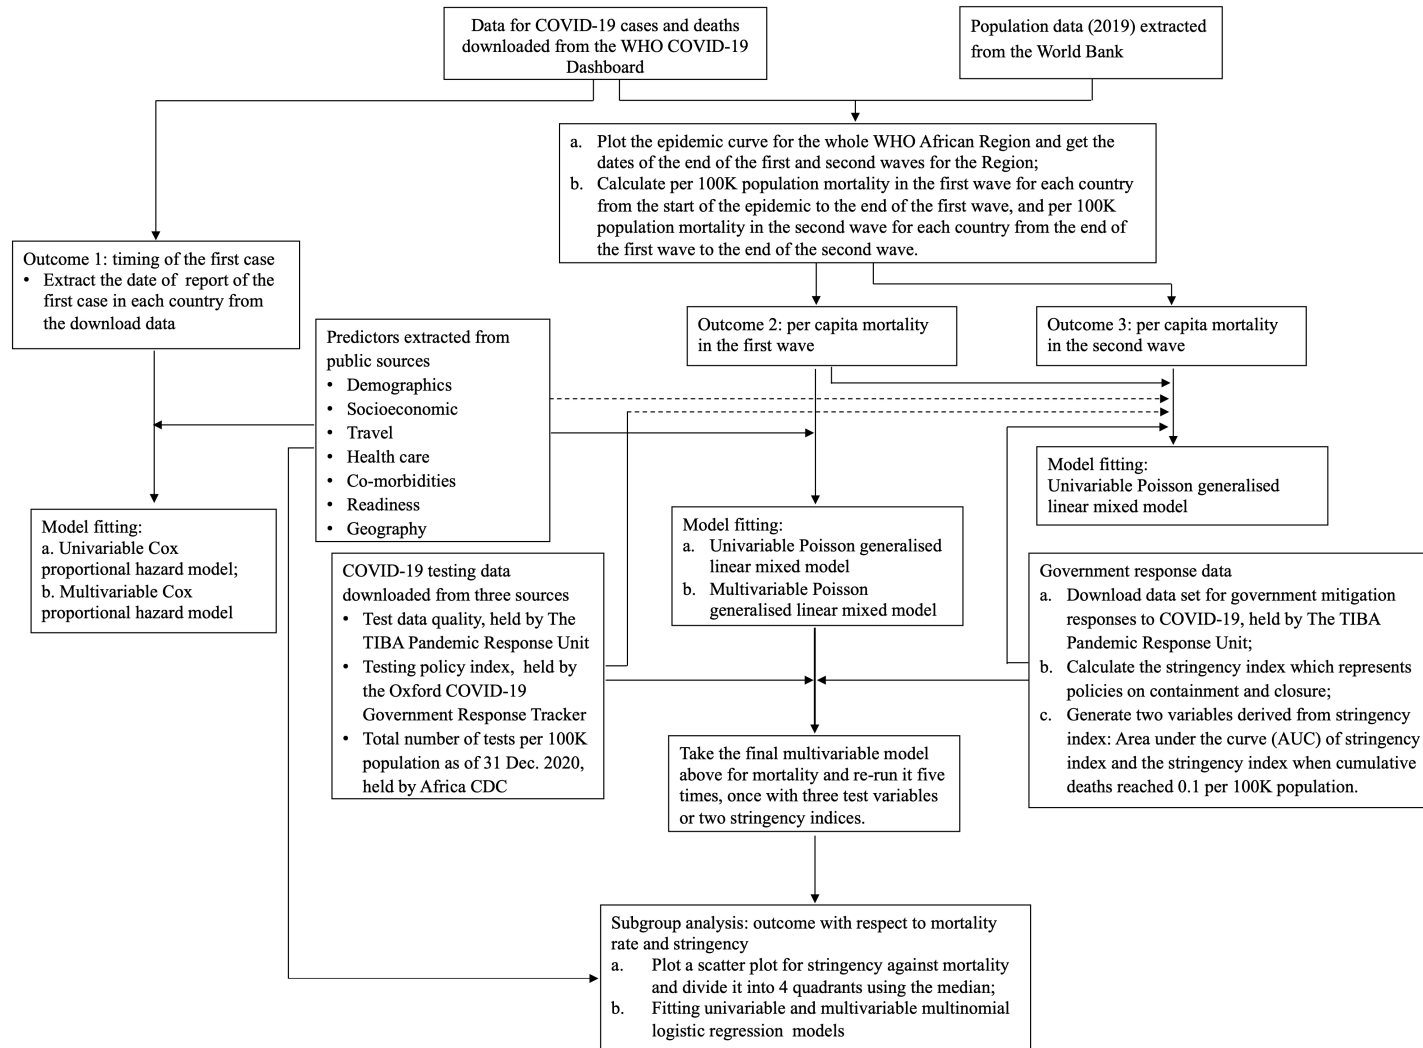 Data for COVID-19 cases and deaths
downloaded from the WHO COVID-19
Dashboard
Population data (2019) extracted
from the World Bank
a. Plot the epidemic curve for the whole WHO African Region and get the
dates of the end of the first and second waves for the Region;
b. Calculate per 100K population mortality in the first wave for each country
from the start of the epidemic to the end of the first wave, and per 100K
population mortality in the second wave for each country from the end of
the first wave to the end of the second wave.
Outcome 1: timing of the first case
• Extract the date of report of the
first case in each country from
the download data
Predictors extracted from
public sources
• Demographics
• Socioeconomic
• Travel
• Health care
• Co-morbidities
• Readiness
• Geography
Outcome 2: per capita mortality
in the first wave
Outcome 3: per capita mortality
in the second wave
Model fitting:
Univariable Poisson generalised
linear mixed model
Model fitting:
a. Univariable Cox
proportional hazard model;
b. Multivariable Cox
proportional hazard model
Model fitting:
a. Univariable Poisson generalised
linear mixed model
b. Multivariable Poisson
generalised linear mixed model
COVID-19 testing data
downloaded from three sources
• Test data quality, held by The
TIBA Pandemic Response Unit
• Testing policy index, held by
the Oxford COVID-19
Government Response Tracker
• Total number of tests per 100K
population as of 31 Dec. 2020,
held by Africa CDC
Government response data
a. Download data set for government mitigation
responses to COVID-19, held by The TIBA
Pandemic Response Unit;
b. Calculate the stringency index which represents
policies on containment and closure;
c. Generate two variables derived from stringency
index: Area under the curve (AUC) of stringency
index and the stringency index when cumulative
deaths reached 0.1 per 100K population.
Take the final multivariable model
above for mortality and re-run it five
times, once with three test variables
or two stringency indices.
Subgroup analysis: outcome with respect to mortality
rate and stringency
a. Plot a scatter plot for stringency against mortality
and divide it into 4 quadrants using the median;
b. Fitting univariable and multivariable multinomial
logistic regression models